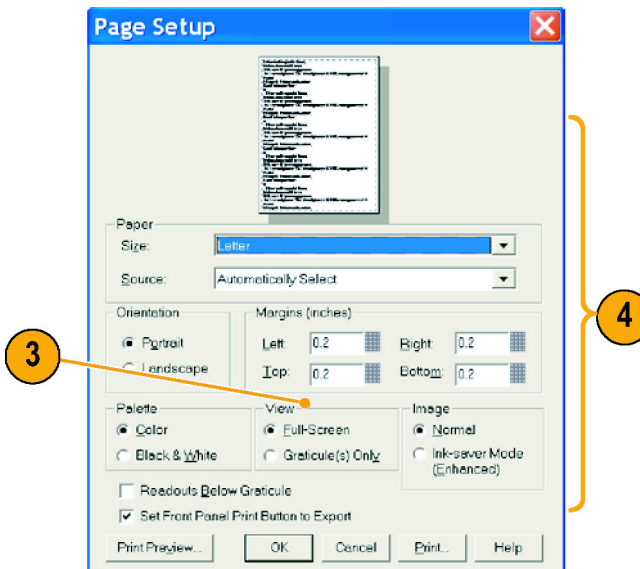 Page Setup
Paper
Size: Letter
Source: Automatically Select
Orientation
Portrait
Landscape
Margins (inches)
Left: 0.2 Right: 0.2
Top: 0.2 Bottom: 0.2
3
4
Palette
Color
Black & White
View
Full-Screen
Graticule(s) Only
Image
Normal
Ink-saver Mode
(Enhanced)
Readouts Below Graticule
Set Front Panel Print Button to Export
Print Preview... OK Cancel Print... Help